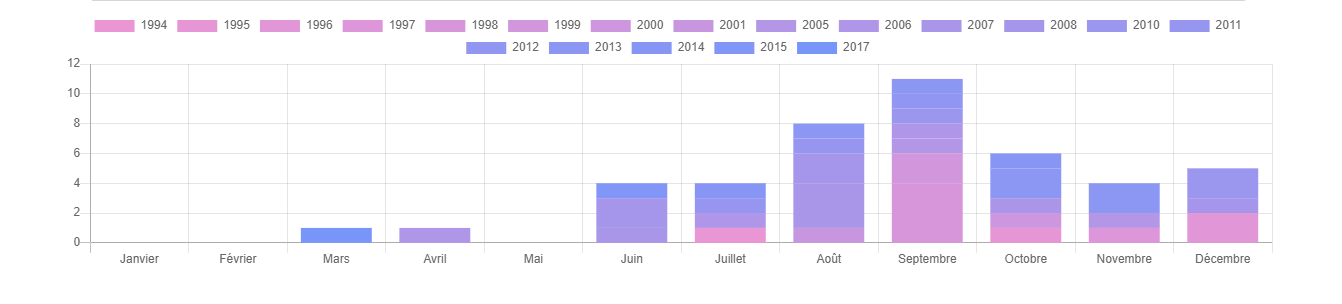 1994 1995 1996 1997 1998 1999 2000 2001 2005 2006 2007 2008 2010 2011
2012 2013 2014 2015 2017
12
10
8
6
4
2
0
Janvier Février Mars Avril Mai Juin Juillet Août Septembre Octobre Novembre Décembre